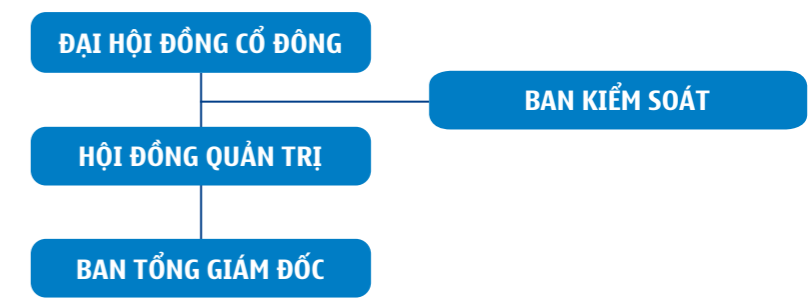 ĐẠI HỘI ĐỒNG CỔ ĐÔNG
BAN KIỂM SOÁT
HỘI ĐỒNG QUẢN TRỊ
BAN TỔNG GIÁM ĐỐC